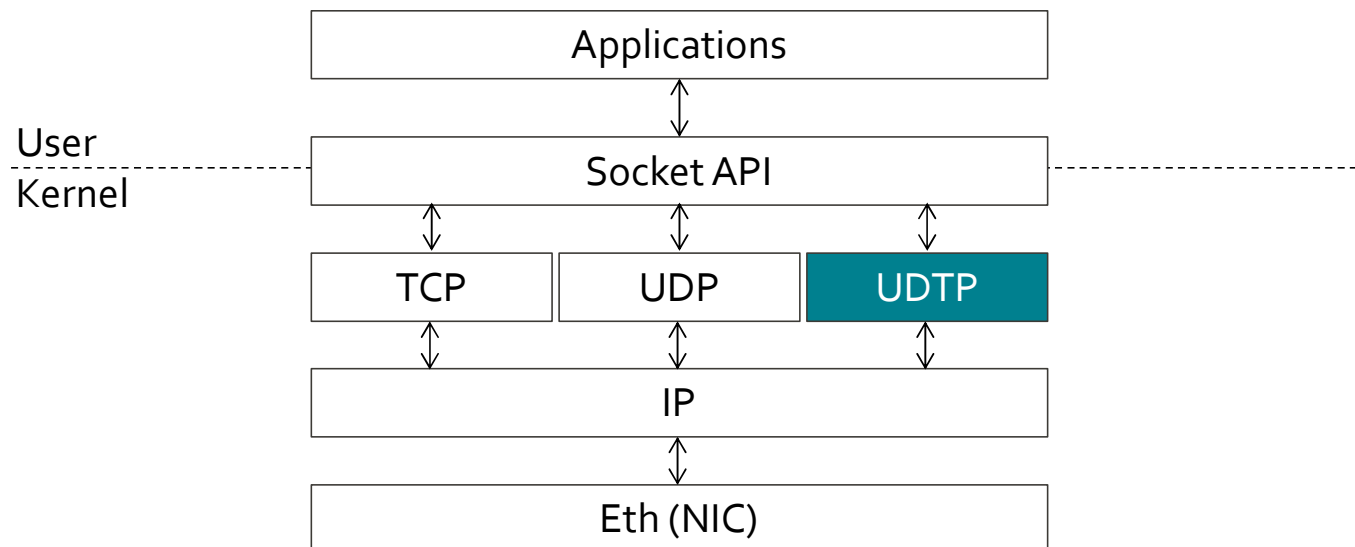 Applications
User
Socket API
Kernel
TCP
UDP
UDTP
IP
Eth (NIC)